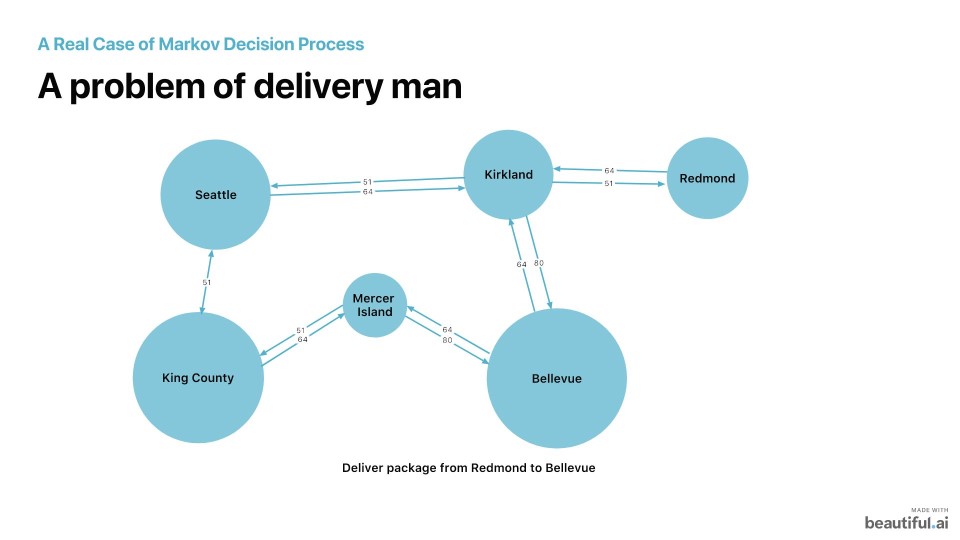 A Real Case of Markov Decision Process
A problem of delivery man
Seattle
Kirkland
Redmond
51
64
64
51
51
64
80
Mercer
Island
51
64
64
80
King County
Bellevue
Deliver package from Redmond to Bellevue
MADE WITH
beautiful.ai